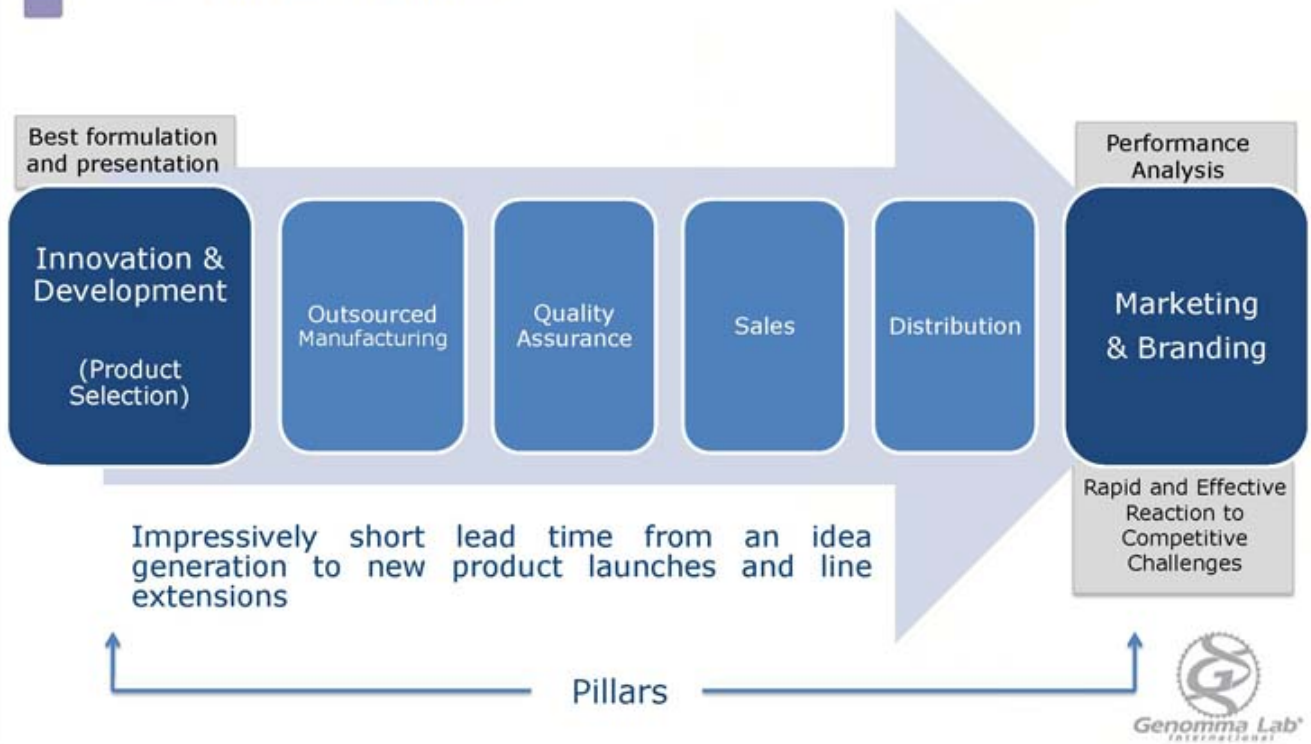 Best formulation
and presentation
Performance
Analysis
Innovation &
Development
(Product
Selection)
Outsourced
Manufacturing
Quality
Assurance
Sales
Distribution
Marketing
& Branding
Rapid and Effective
Reaction to
Competitive
Challenges
Impressively short lead time from an idea
generation to new product launches and line
extensions
Pillars
Genomma Lab®
International